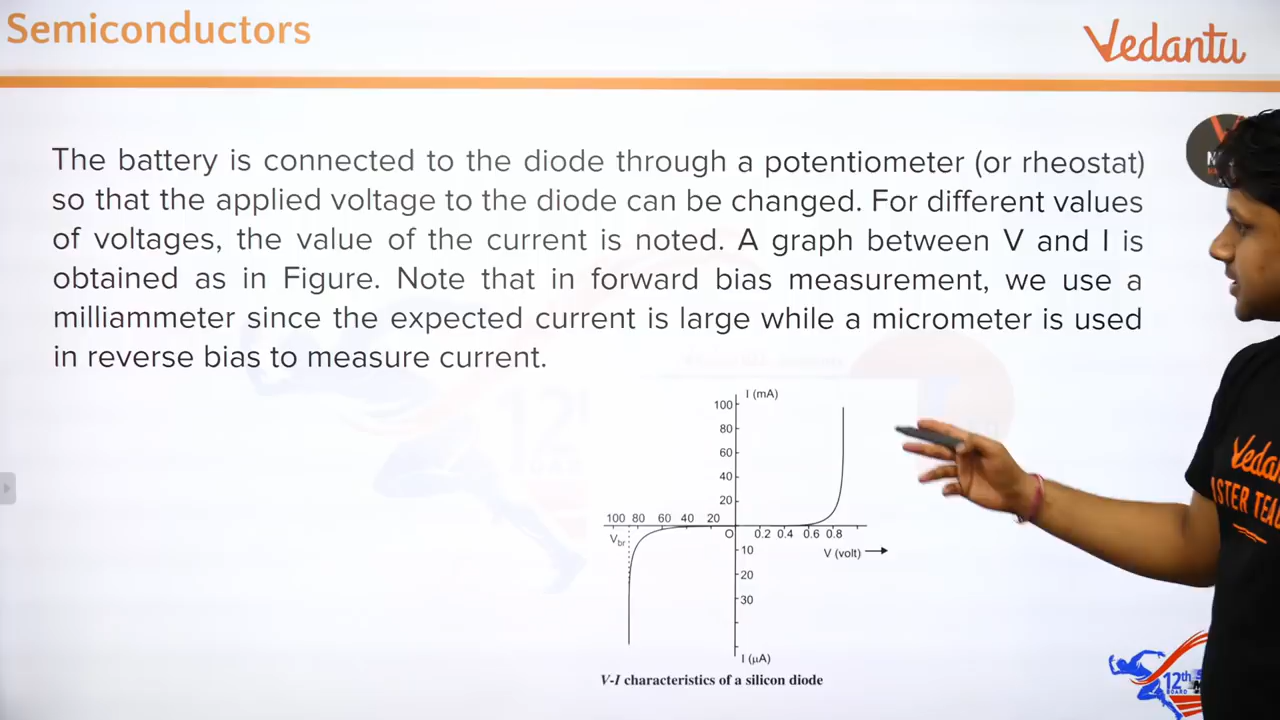 Semiconductors
Vedantu
The battery is connected to the diode through a potentiometer (or rheostat)
so that the applied voltage to the diode can be changed. For different values
of voltages, the value of the current is noted. A graph between V and I is
obtained as in Figure. Note that in forward bias measurement, we use a
milliammeter since the expected current is large while a micrometer is used
in reverse bias to measure current.
I (mA)
100
80
60
40
20
100 80 60 40 20
O 0.2 0.4 0.6 0.8
Vbr
V (volt)
10
20
30
I (μA)
V-I characteristics of a silicon diode
12th
BOARD